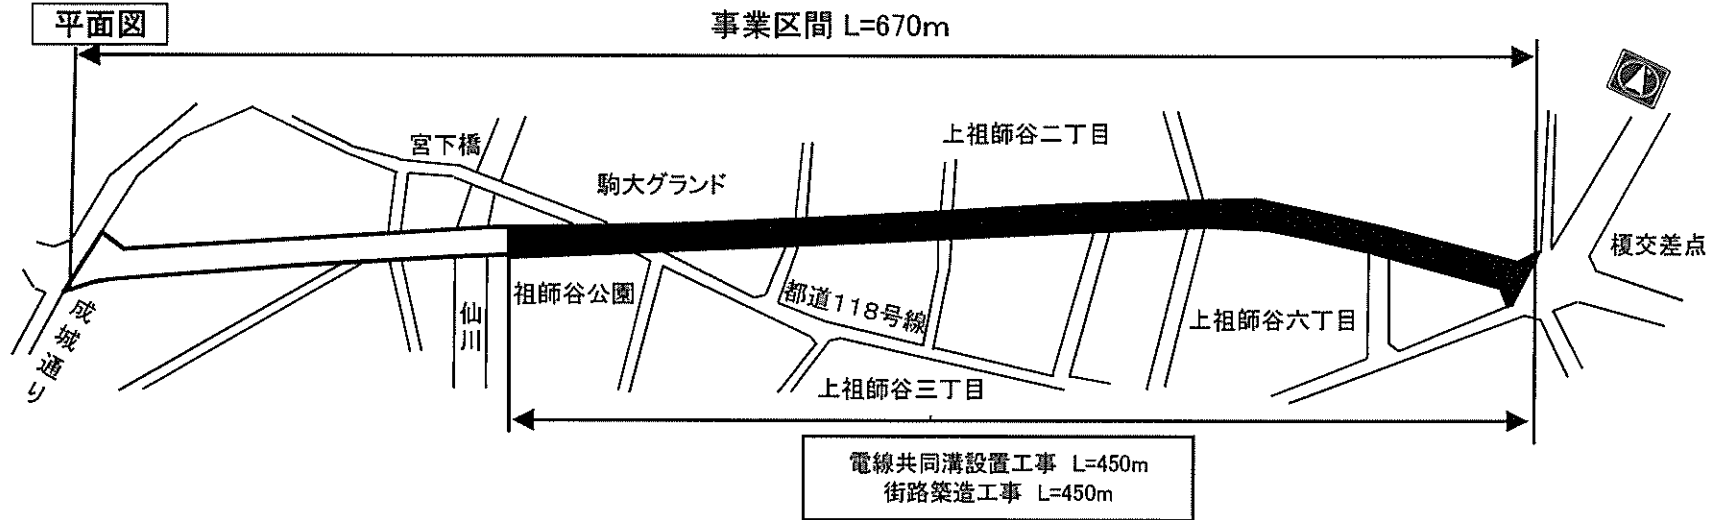 平面図
事業区間 L=670m
宮下橋
上祖師谷二丁目
駒大グランド
榎交差点
祖師谷公園
都道118号線
仙川
上祖師谷六丁目
成城通り
上祖師谷三丁目
電線共同溝設置工事 L=450m
街路築造工事 L=450m